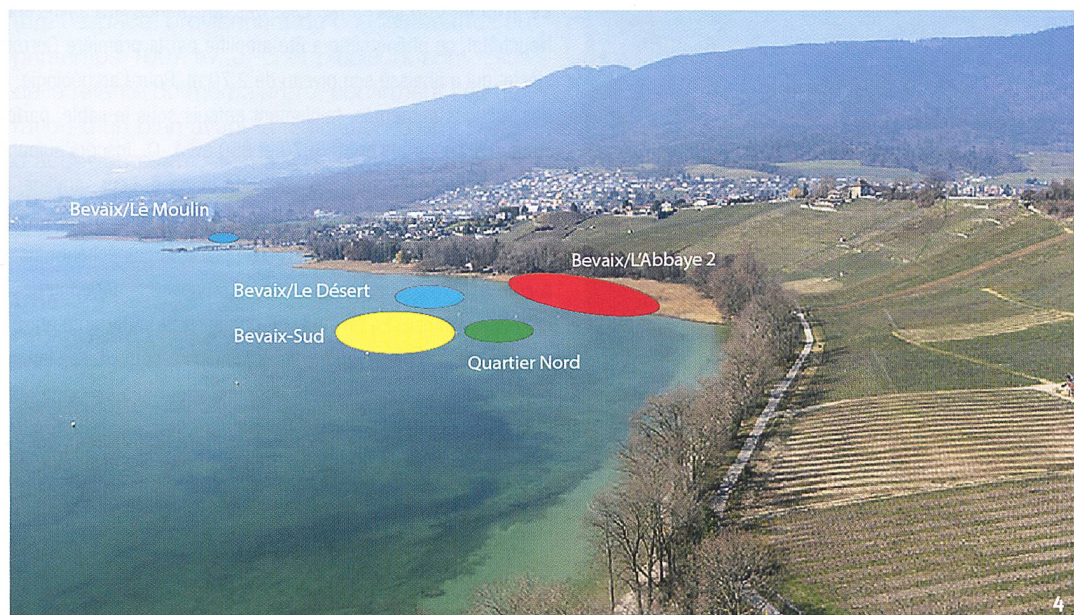 Bevaix/Le Moulin
Bevaix/L'Abbaye 2
Bevaix/Le Désert
Bevaix-Sud
Quartier Nord
4